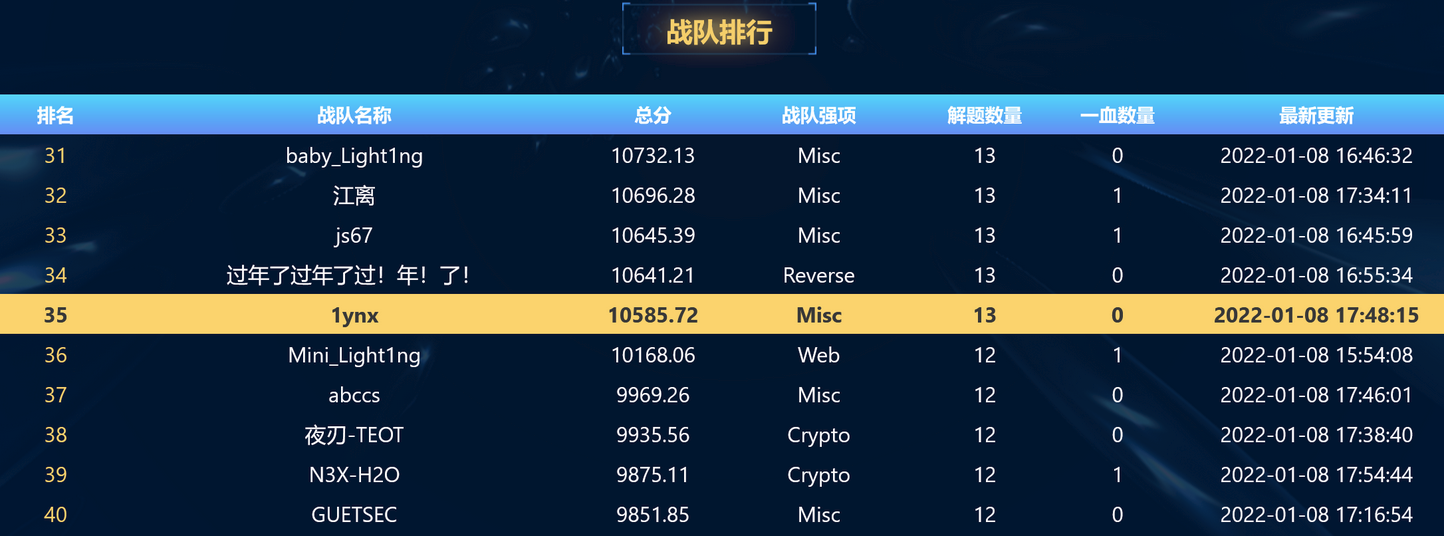 战队排行
排名 战队名称 总分 战队强项 解题数量 一血数量 最新更新
31 baby_Light1ng 10732.13 Misc 13 0 2022-01-08 16:46:32
32 江离 10696.28 Misc 13 1 2022-01-08 17:34:11
33 js67 10645.39 Misc 13 1 2022-01-08 16:45:59
34 过年了过年了过！年！了！ 10641.21 Reverse 13 0 2022-01-08 16:55:34
35 1ynx 10585.72 Misc 13 0 2022-01-08 17:48:15
36 Mini_Light1ng 10168.06 Web 12 1 2022-01-08 15:54:08
37 abccs 9969.26 Misc 12 0 2022-01-08 17:46:01
38 夜刃-TEOT 9935.56 Crypto 12 0 2022-01-08 17:38:40
39 N3X-H2O 9875.11 Crypto 12 1 2022-01-08 17:54:44
40 GUETSEC 9851.85 Misc 12 0 2022-01-08 17:16:54